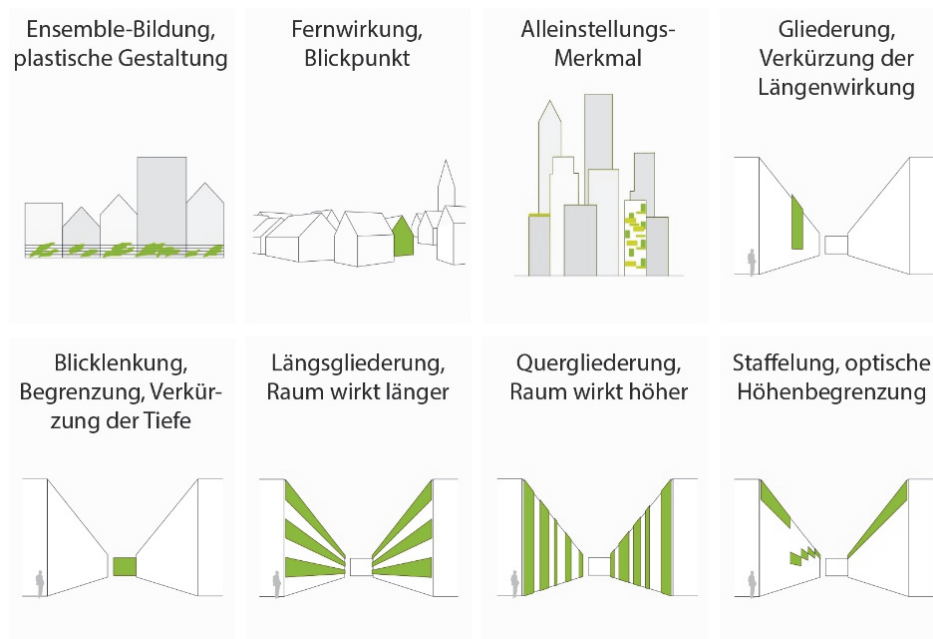 Ensemble-Bildung,
plastische Gestaltung
Fernwirkung,
Blickpunkt
Alleinstellungs-
Merkmal
Gliederung,
Verkürzung der
Längenwirkung
Blicklenkung,
Begrenzung, Verkür-
zung der Tiefe
Längsgliederung,
Raum wirkt länger
Quergliederung,
Raum wirkt höher
Staffelung, optische
Höhenbegrenzung